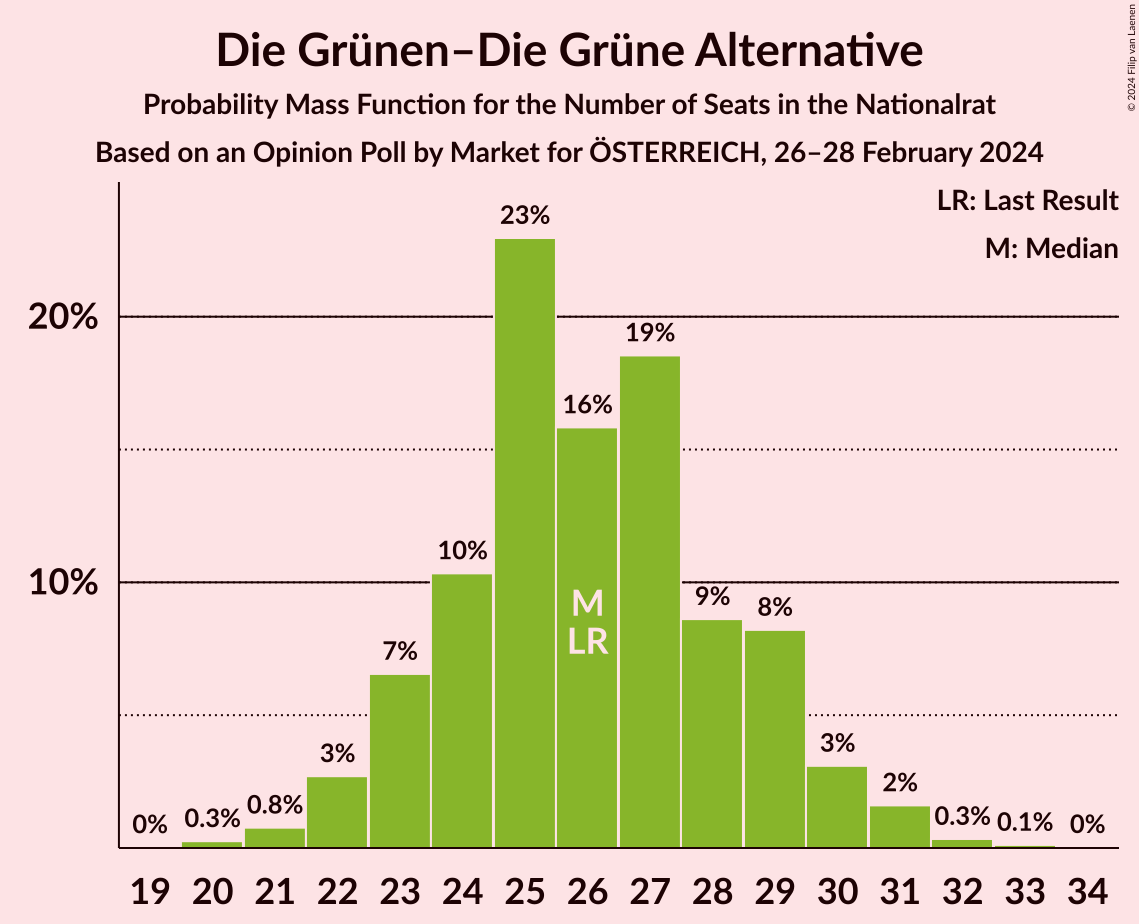 Die Grünen–Die Grüne Alternative
Probability Mass Function for the Number of Seats in the Nationalrat
Based on an Opinion Poll by Market for ÖSTERREICH, 26–28 February 2024
© 2024 Filip van Laenen
LR: Last Result
M: Median
20%
10%
0%
0.3%
0.8%
3%
7%
10%
23%
16%
19%
9%
8%
3%
2%
0.3%
0.1%
0%
M
LR
19 20 21 22 23 24 25 26 27 28 29 30 31 32 33 34